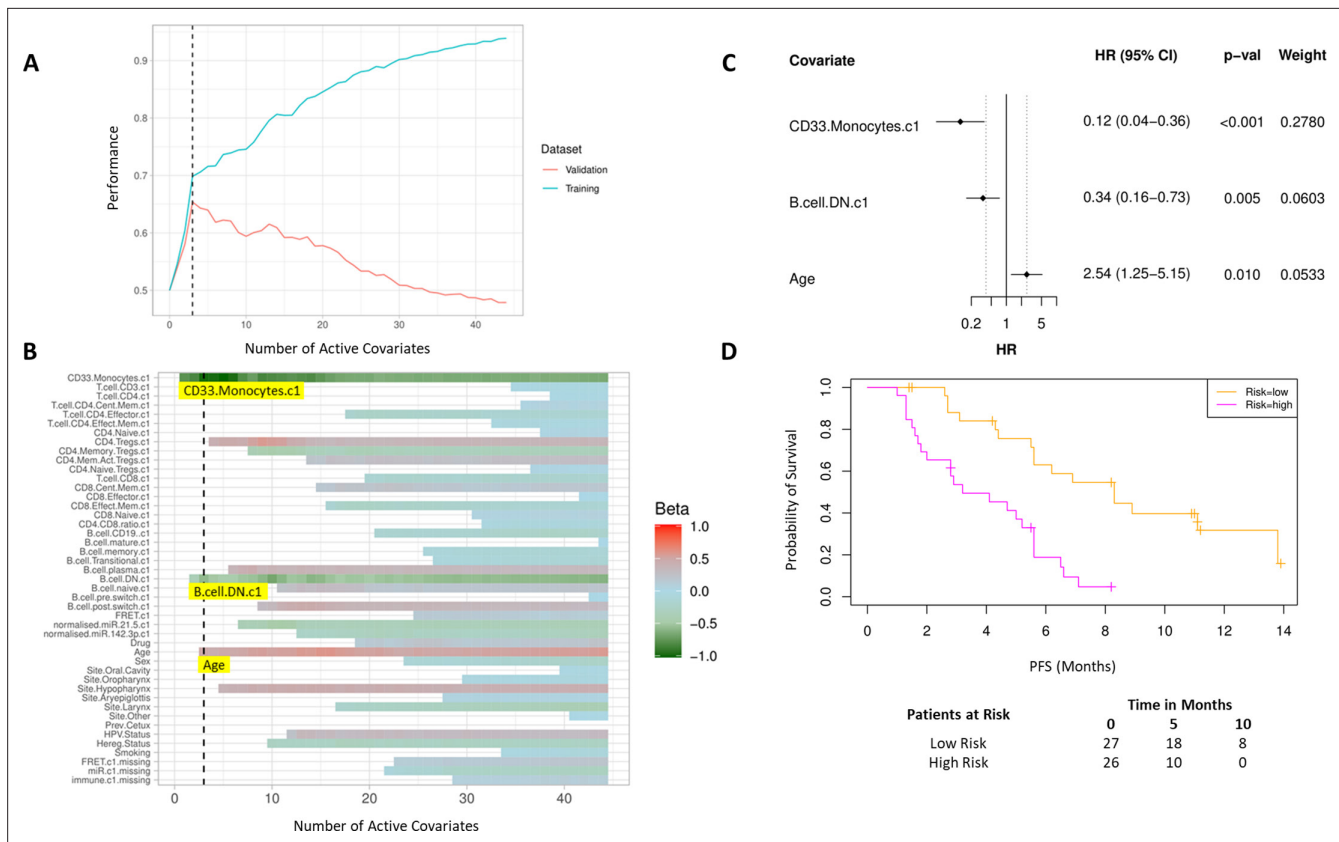 A
0.9
0.8
0.7
0.6
0.5
Performance
0
10
20
30
40
Number of Active Covariates
Dataset
Validation
Training
B
CD33.Monocytes.c1
T.cell.CD3.c1
T.cell.CD4.c1
T.cell.CD4.Cent.Mem.c1
T.cell.CD4.Effector.c1
T.cell.CD4.Effect.Mem.c1
CD4.Naive.c1
CD4.Tregs.c1
CD4.Memory.Tregs.c1
CD4.Mem.Act.Tregs.c1
CD4.Naive.Tregs.c1
T.cell.CD8.c1
CD8.Cent.Mem.c1
CD8.Effector.c1
CD8.Effect.Mem.c1
CD8.Naive.c1
CD4.CD8.ratio.c1
B.cell.CD19..c1
B.cell.mature.c1
B.cell.memory.c1
B.cell.Transitional.c1
B.cell.plasma.c1
B.cell.DN.c1
B.cell.naive.c1
B.cell.pre.switch.c1
B.cell.post.switch.c1
FRET.c1
normalised.miR.21.5.c1
normalised.miR.142.3p.c1
Drug
Age
Sex
Site.Oral.Cavity
Site.Oropharynx
Site.Hypopharynx
Site.Aryepiglottis
Site.Larynx
Site.Other
Prev.Cetux
HPV.Status
Hereg.Status
Smoking
FRET.c1.missing
miR.c1.missing
immune.c1.missing
CD33.Monocytes.c1
B.cell.DN.c1
Age
0
10
20
30
40
Number of Active Covariates
Beta
1.0
0.5
0.0
−0.5
−1.0
C
Covariate HR (95% CI) p−val Weight
CD33.Monocytes.c1 0.12 (0.04−0.36) <0.001 0.2780
B.cell.DN.c1 0.34 (0.16−0.73) 0.005 0.0603
Age 2.54 (1.25−5.15) 0.010 0.0533
0.2 1 5
HR
D
Risk=low
Risk=high
1.0
0.8
0.6
0.4
0.2
0.0
Probability of Survival
0 2 4 6 8 10 12 14
PFS (Months)
Patients at Risk Time in Months
0 5 10
Low Risk 27 18 8
High Risk 26 10 0